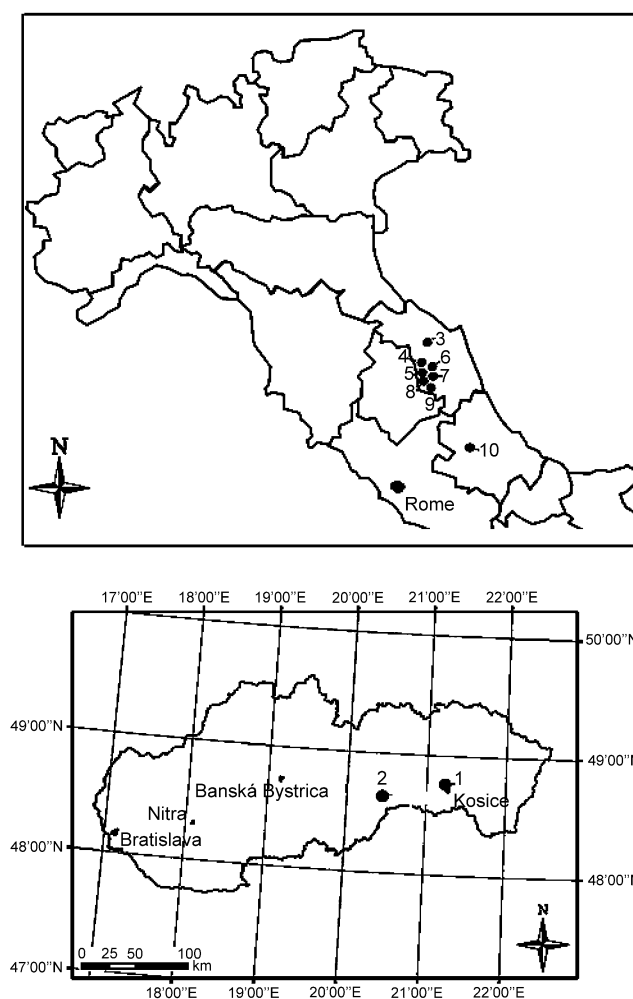 3
4
6
5
7
8
9
10
N
Rome
17'00"E
18'00"E
19'00"E
20'00"E
21'00"E
22'00"E
50'00"N
49'00"N
49'00"N
2
1
Banská Bystrica
Kosice
Nitra
Bratislava
48'00"N
48'00"N
N
0 25 50 100
km
47'00"N
18'00"E
19'00"E
20'00"E
21'00"E
22'00"E